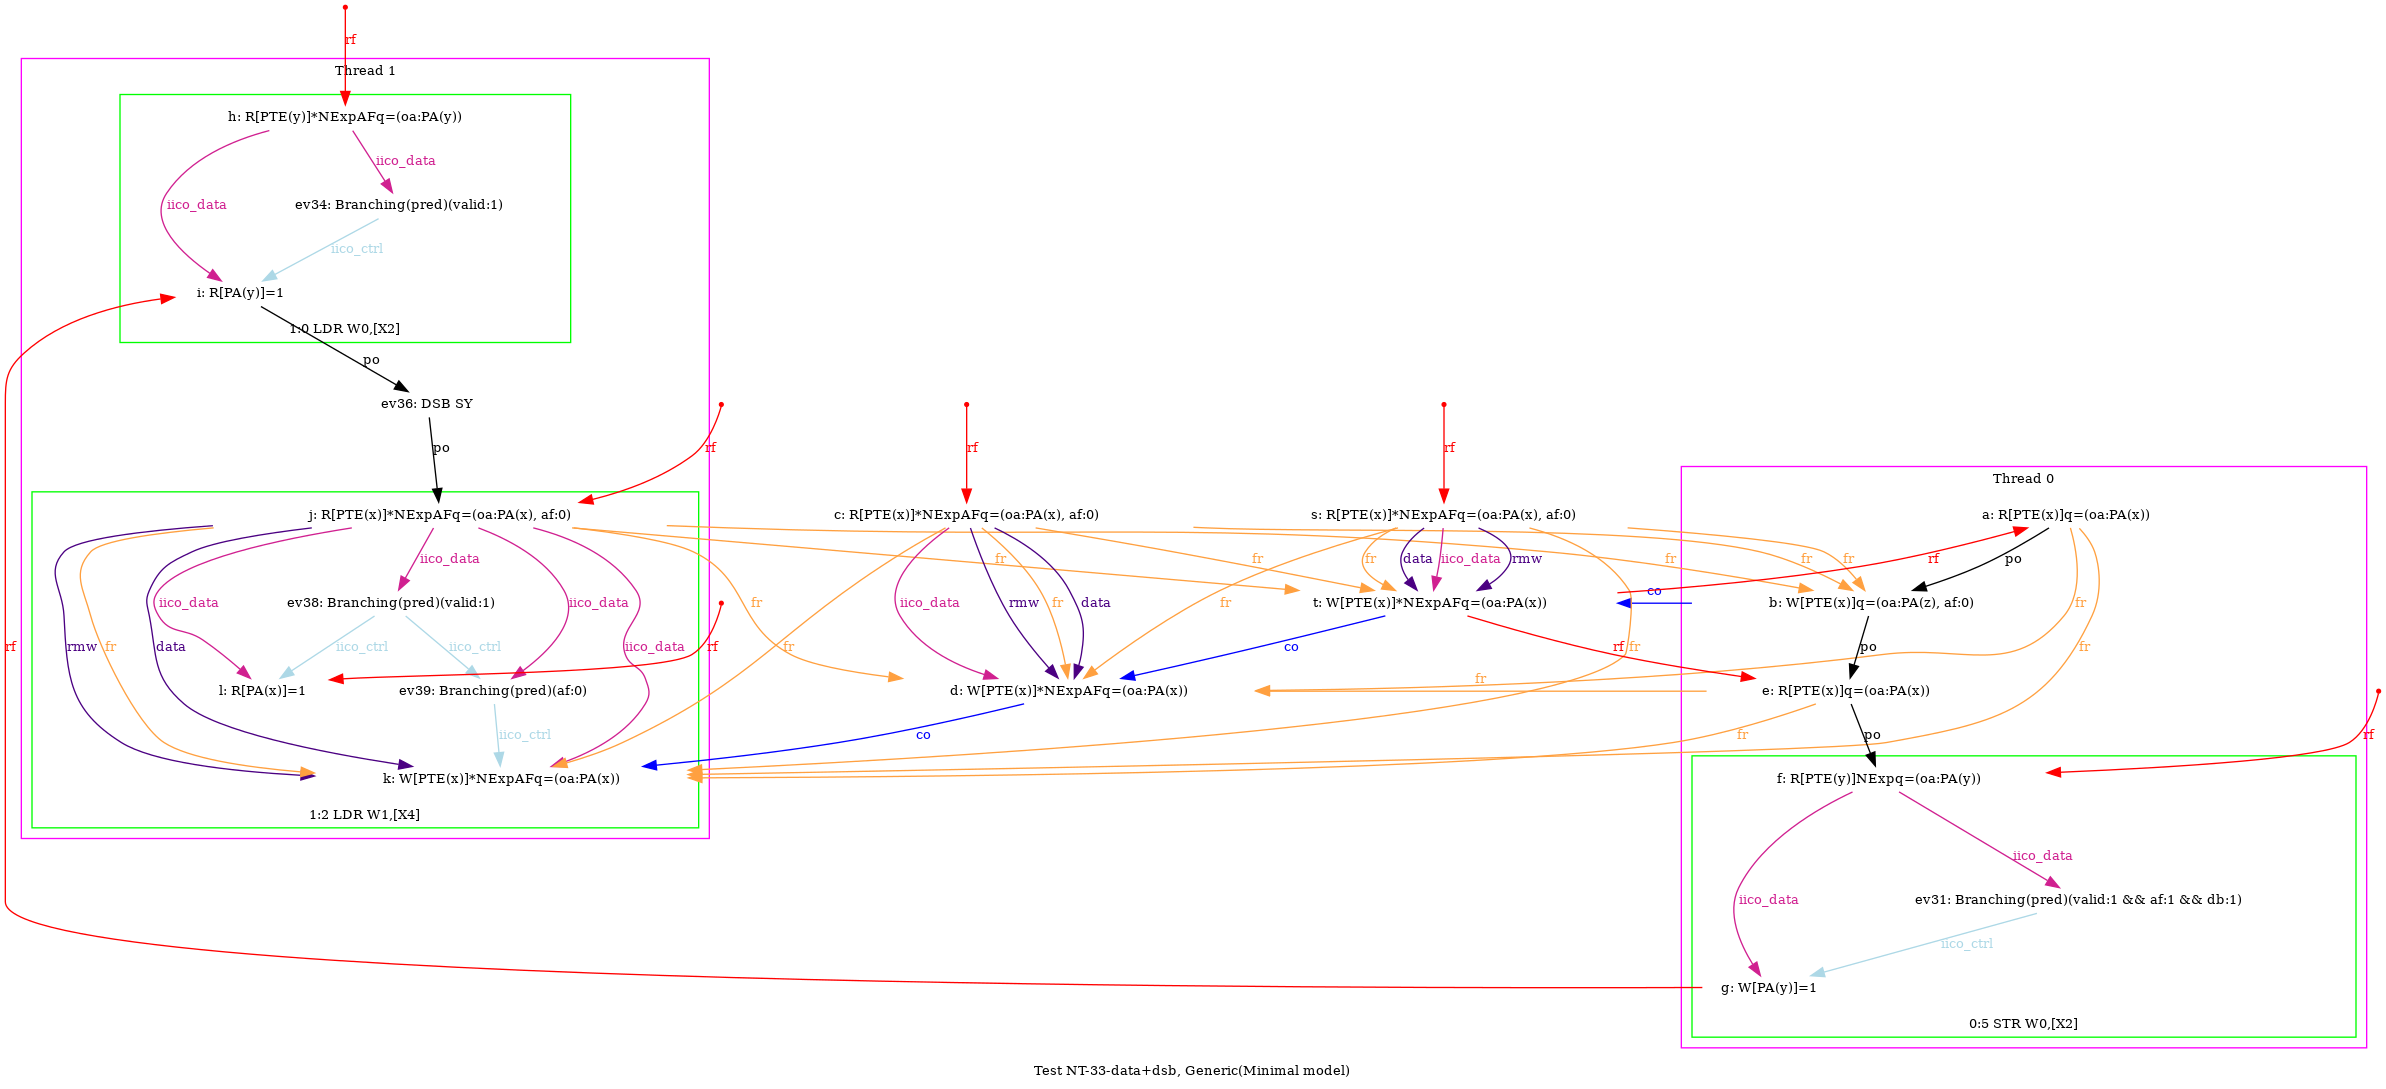 rf
Thread 1
h: R[PTE(y)]*NExpAFq=(oa:PA(y))
iico_data
iico_data
ev34: Branching(pred)(valid:1)
iico_ctrl
i: R[PA(y)]=1
1:0 LDR W0,[X2]
po
ev36: DSB SY
po
rf
rf
rf
Thread 0
j: R[PTE(x)]*NExpAFq=(oa:PA(x), af:0)
c: R[PTE(x)]*NExpAFq=(oa:PA(x), af:0)
s: R[PTE(x)]*NExpAFq=(oa:PA(x), af:0)
a: R[PTE(x)]q=(oa:PA(x))
iico_data
fr
fr
data
iico_data
rmw
fr
fr
fr
rf
po
co
iico_data
ev38: Branching(pred)(valid:1)
iico_data
fr
iico_data
rmw
fr
data
fr
t: W[PTE(x)]*NExpAFq=(oa:PA(x))
b: W[PTE(x)]q=(oa:PA(z), af:0)
fr
rf
rmw
fr
data
iico_ctrl
iico_ctrl
iico_data
rf
fr
co
rf
fr
po
fr
l: R[PA(x)]=1
ev39: Branching(pred)(af:0)
d: W[PTE(x)]*NExpAFq=(oa:PA(x))
fr
e: R[PTE(x)]q=(oa:PA(x))
iico_ctrl
co
fr
po
rf
k: W[PTE(x)]*NExpAFq=(oa:PA(x))
f: R[PTE(y)]NExpq=(oa:PA(y))
1:2 LDR W1,[X4]
iico_data
iico_data
ev31: Branching(pred)(valid:1 && af:1 && db:1)
iico_ctrl
g: W[PA(y)]=1
0:5 STR W0,[X2]
Test NT-33-data+dsb, Generic(Minimal model)